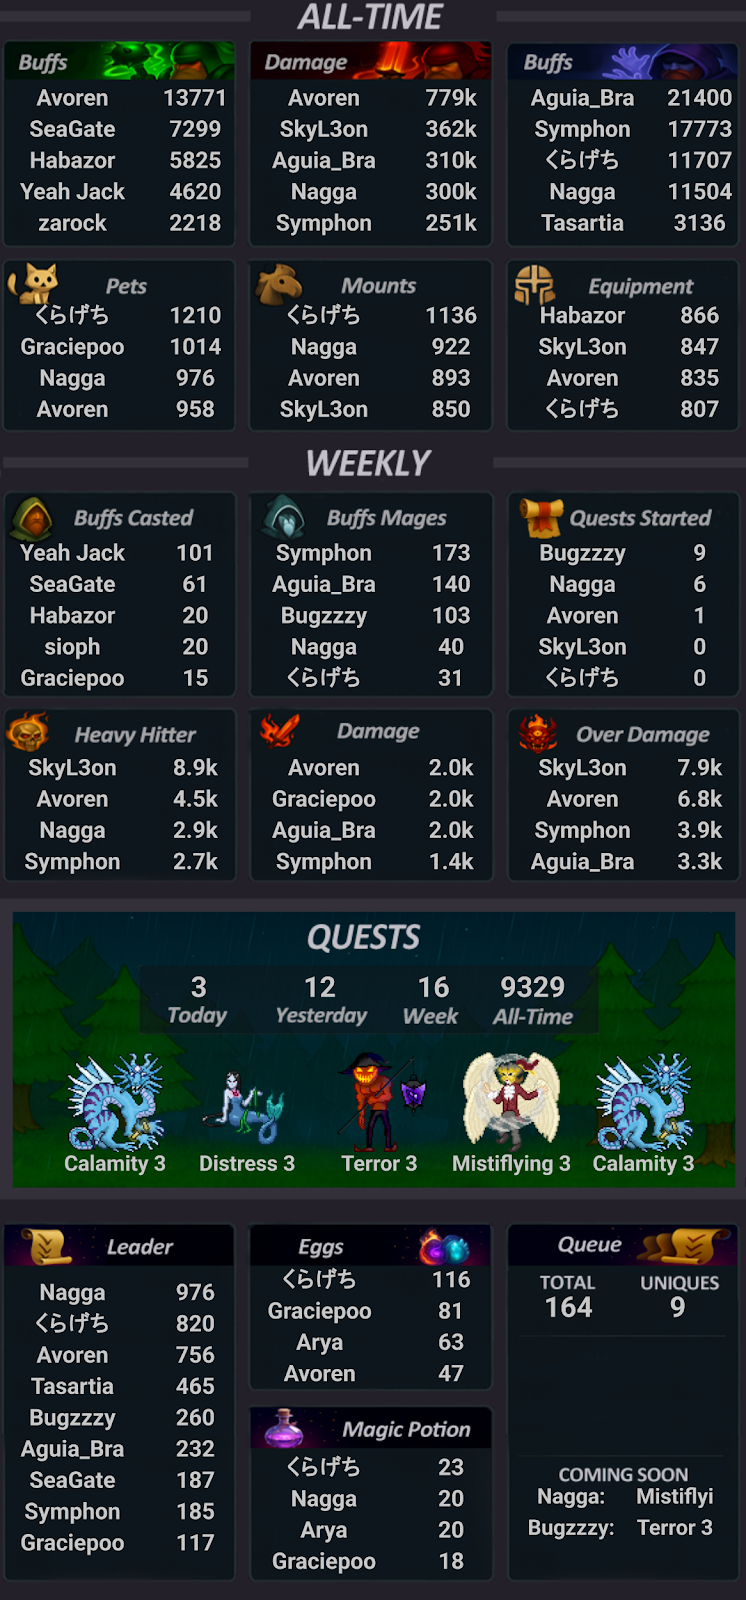 ALL-TIME
Buffs
Avoren 13771
SeaGate 7299
Habazor 5825
Yeah Jack 4620
zarock 2218
Damage
Avoren 779k
SkyL3on 362k
Aguia_Bra 310k
Nagga 300k
Symphon 251k
Buffs
Aguia_Bra 21400
Symphon 17773
くらげち 11707
Nagga 11504
Tasartia 3136
Pets
くらげち 1210
Graciepoo 1014
Nagga 976
Avoren 958
Mounts
くらげち 1136
Nagga 922
Avoren 893
SkyL3on 850
Equipment
Habazor 866
SkyL3on 847
Avoren 835
くらげち 807
WEEKLY
Buffs Casted
Yeah Jack 101
SeaGate 61
Habazor 20
sioph 20
Graciepoo 15
Buffs Mages
Symphon 173
Aguia_Bra 140
Bugzzzy 103
Nagga 40
くらげち 31
Quests Started
Bugzzzy 9
Nagga 6
Avoren 1
SkyL3on 0
くらげち 0
Heavy Hitter
SkyL3on 8.9k
Avoren 4.5k
Nagga 2.9k
Symphon 2.7k
Damage
Avoren 2.0k
Graciepoo 2.0k
Aguia_Bra 2.0k
Symphon 1.4k
Over Damage
SkyL3on 7.9k
Avoren 6.8k
Symphon 3.9k
Aguia_Bra 3.3k
QUESTS
3 12 16 9329
Today Yesterday Week All-Time
Calamity 3 Distress 3 Terror 3 Mistiflying 3 Calamity 3
Leader
Nagga 976
くらげち 820
Avoren 756
Tasartia 465
Bugzzzy 260
Aguia_Bra 232
SeaGate 187
Symphon 185
Graciepoo 117
Eggs
くらげち 116
Graciepoo 81
Arya 63
Avoren 47
Magic Potion
くらげち 23
Nagga 20
Arya 20
Graciepoo 18
Queue
TOTAL UNIQUES
164 9
COMING SOON
Nagga: Mistiflyi
Bugzzzy: Terror 3